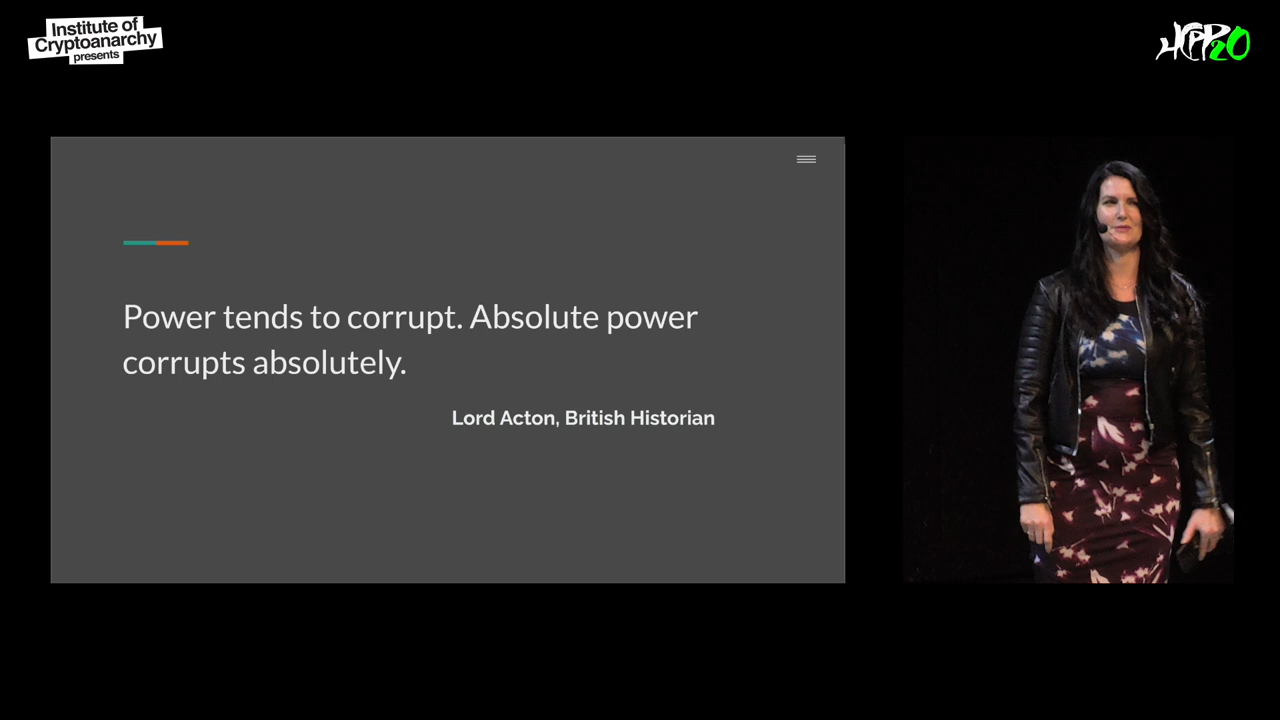 Institute of
Cryptoanarchy
presents
HCPP20
Power tends to corrupt. Absolute power
corrupts absolutely.
Lord Acton, British Historian